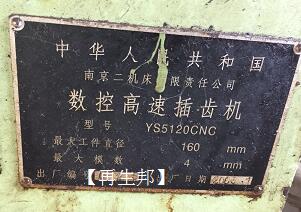 中华人民共和国
南京二机床有限责任公司
数控高速插齿机
型号 YS5120CNC
最大工件直径 160 mm
最大模数 4 mm
出厂编 【再生邦】 厂日期